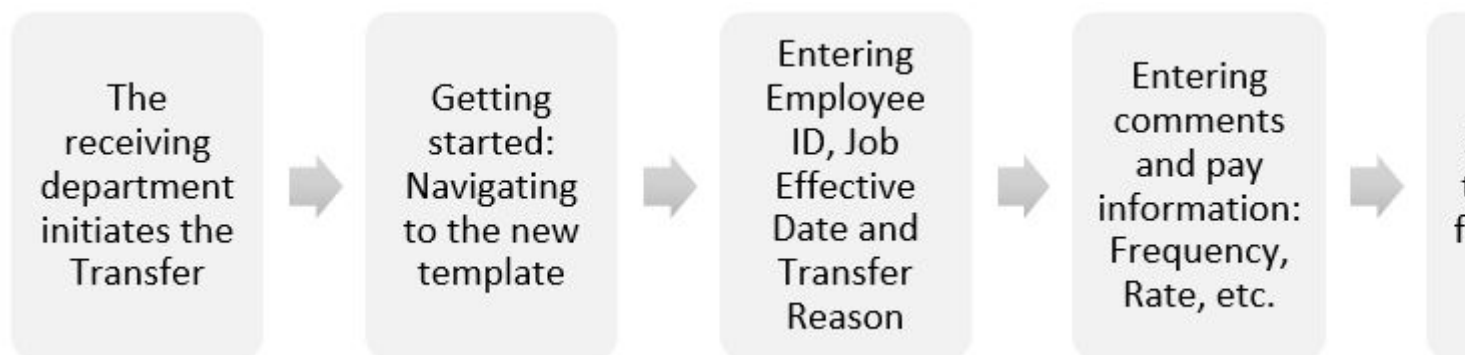 The
receiving
department
initiates the
Transfer
Getting
started:
Navigating
to the new
template
Entering
Employee
ID, Job
Effective
Date and
Transfer
Reason
Entering
comments
and pay
information:
Frequency,
Rate, etc.